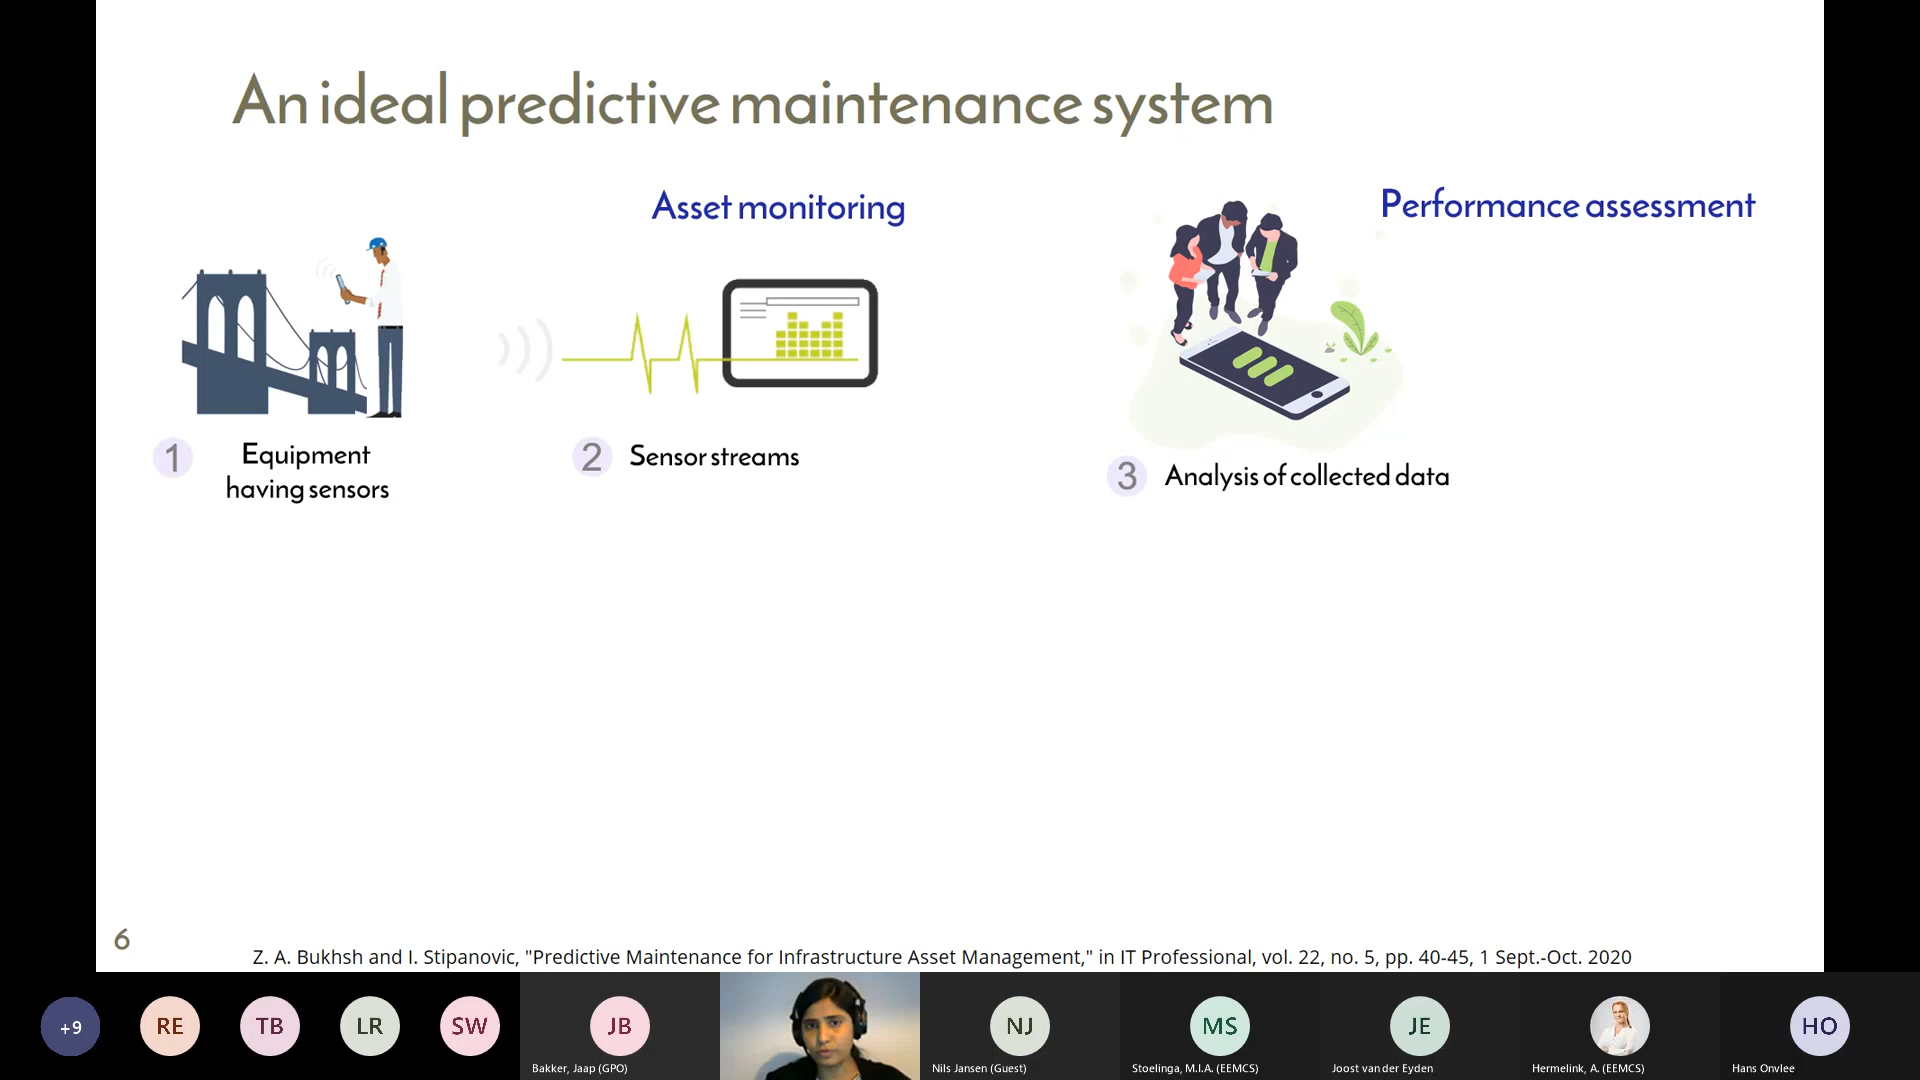 An ideal predictive maintenance system
Asset monitoring
Performance assessment
1
Equipment
having sensors
2
Sensor streams
3
Analysis of collected data
6
Z. A. Bukhsh and I. Stipanovic, "Predictive Maintenance for Infrastructure Asset Management," in IT Professional, vol. 22, no. 5, pp. 40-45, 1 Sept.-Oct. 2020
+9
RE
TB
LR
SW
JB
NJ
MS
JE
HO
Bakker, Jaap (GPO)
Nils Jansen (Guest)
Stoelinga, M.I.A. (EEMCS)
Joost van der Eyden
Hermelink, A. (EEMCS)
Hans Onvlee